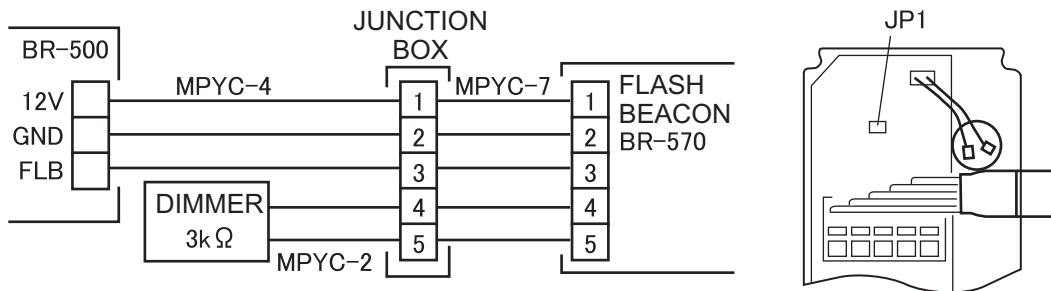 JUNCTION
BOX
JP1
BR-500
MPYC-4
MPYC-7
12V
GND
FLB
1
2
3
4
5
1
2
3
4
5
FLASH
BEACON
BR-570
DIMMER
3kΩ
MPYC-2